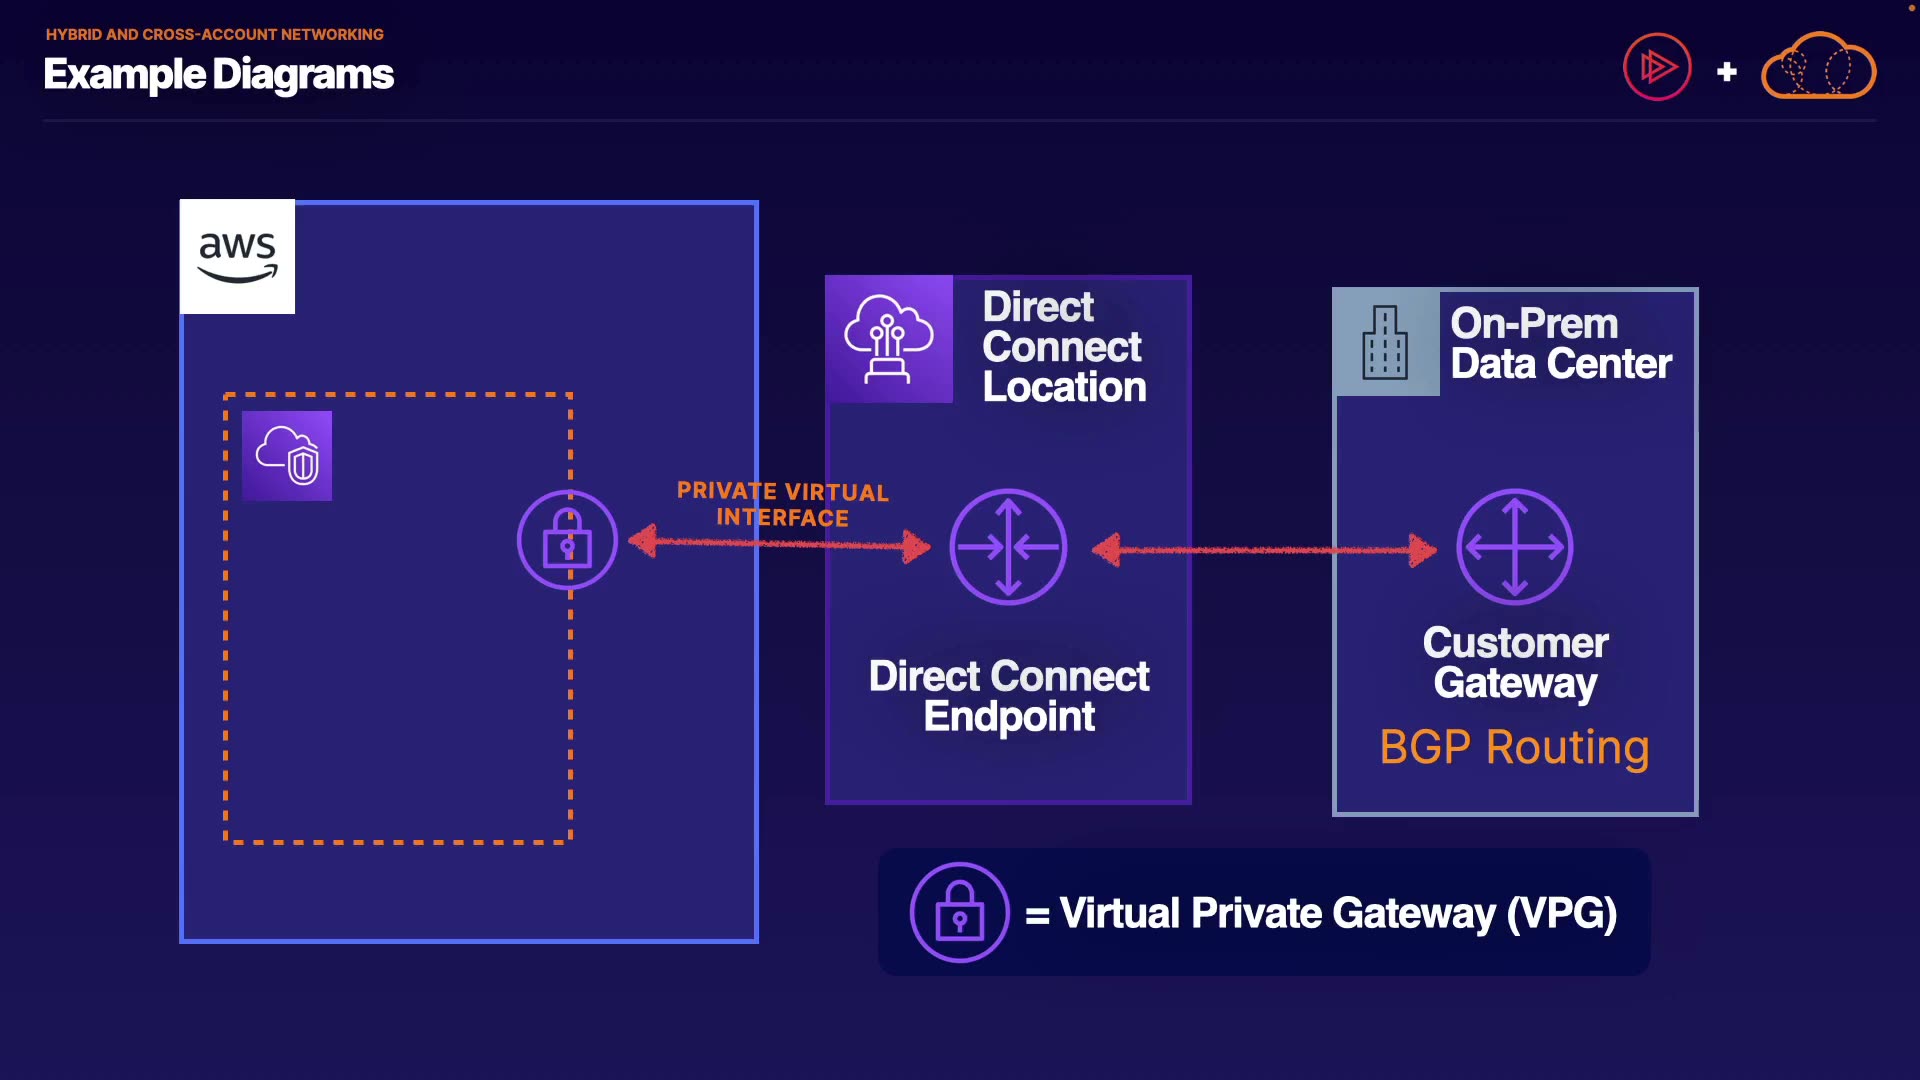 HYBRID AND CROSS-ACCOUNT NETWORKING
Example Diagrams
aws
Direct
Connect
Location
On-Prem
Data Center
PRIVATE VIRTUAL
INTERFACE
Direct Connect
Endpoint
Customer
Gateway
BGP Routing
= Virtual Private Gateway (VPG)